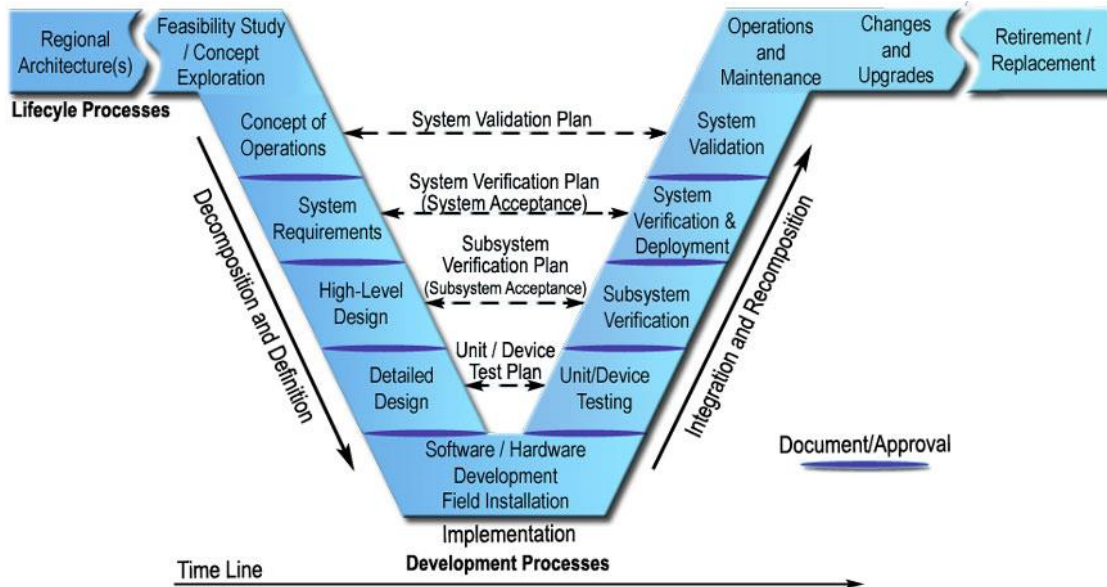 Regional
Architecture(s)
Feasibility Study
/ Concept
Exploration
Operations
and
Maintenance
Changes
and
Upgrades
Retirement /
Replacement
Lifecyle Processes
Concept of
Operations
System Validation Plan
System
Validation
System
Requirements
System Verification Plan
(System Acceptance)
System
Verification &
Deployment
High-Level
Design
Subsystem
Verification Plan
(Subsystem Acceptance)
Subsystem
Verification
Detailed
Design
Unit / Device
Test Plan
Unit/Device
Testing
Decomposition and Definition
Integration and Recomposition
Software / Hardware
Development
Field Installation
Document/Approval
Implementation
Development Processes
Time Line